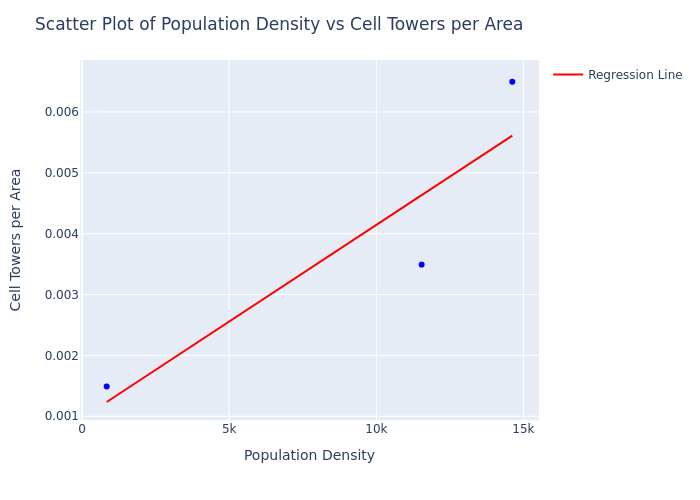 Scatter Plot of Population Density vs Cell Towers per Area
Regression Line
0.006
0.005
0.004
0.003
0.002
0.001
Cell Towers per Area
0
5k
10k
15k
Population Density